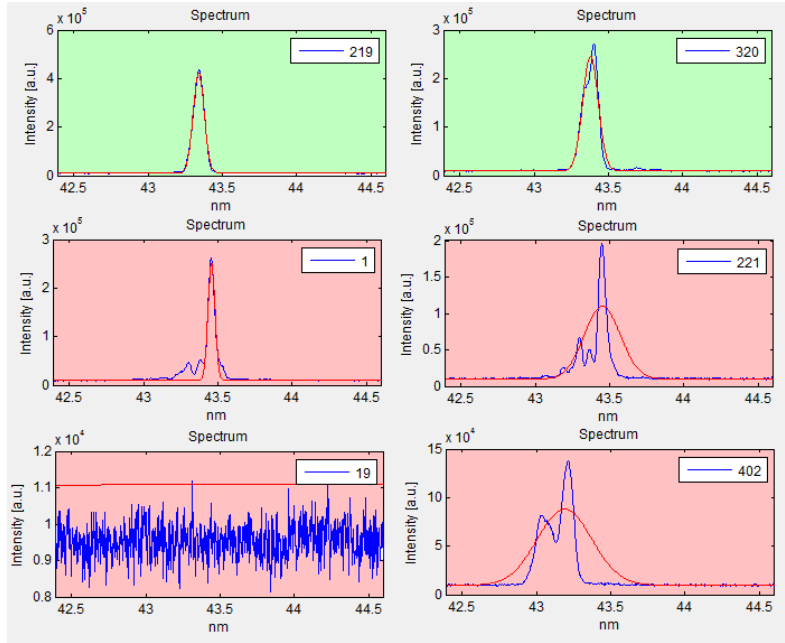 Spectrum
x 10^5
219
6
4
2
0
Intensity [a.u.]
42.5 43 43.5 44 44.5
nm
Spectrum
x 10^5
320
3
2
1
0
Intensity [a.u.]
42.5 43 43.5 44 44.5
nm
Spectrum
x 10^5
1
3
2
1
0
Intensity [a.u.]
42.5 43 43.5 44 44.5
nm
Spectrum
x 10^5
221
2
1.5
1
0.5
0
Intensity [a.u.]
42.5 43 43.5 44 44.5
nm
Spectrum
x 10^4
19
1.2
1.1
1
0.9
0.8
Intensity [a.u.]
42.5 43 43.5 44 44.5
nm
Spectrum
x 10^4
402
15
10
5
0
Intensity [a.u.]
42.5 43 43.5 44 44.5
nm